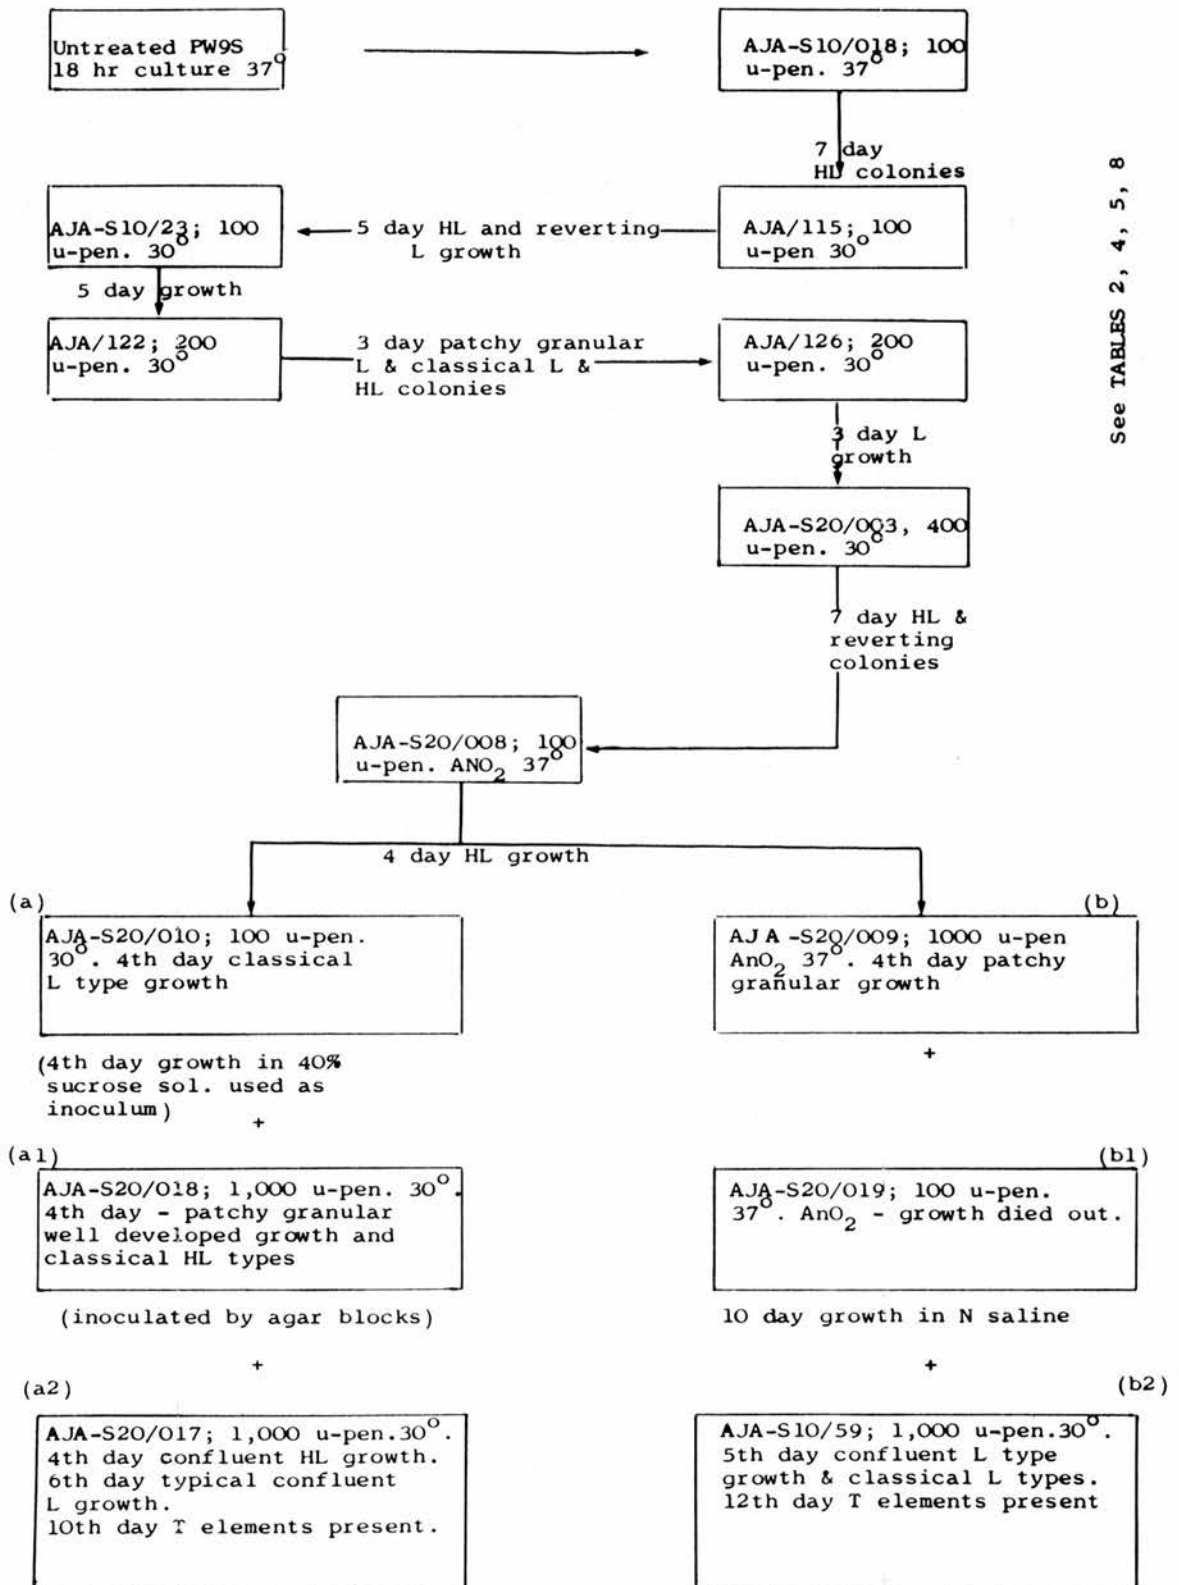 Untreated PW9S
18 hr culture 37°
AJA-S10/018; 100
u-pen. 37°
7 day
HL colonies
AJA/115; 100
u-pen 30°
5 day HL and reverting
L growth
AJA-S10/23; 100
u-pen. 30°
5 day growth
AJA/122; 200
u-pen. 30°
3 day patchy granular
L & classical L &
HL colonies
AJA/126; 200
u-pen. 30°
3 day L
growth
AJA-S20/003, 400
u-pen. 30°
7 day HL &
reverting
colonies
AJA-S20/008; 100
u-pen. ANO₂ 37°
4 day HL growth
See TABLES 2, 4, 5, 8
(a)
AJA-S20/010; 100 u-pen.
30°. 4th day classical
L type growth
(4th day growth in 40%
sucrose sol. used as
inoculum)
+
(a1)
AJA-S20/018; 1,000 u-pen. 30°.
4th day - patchy granular
well developed growth and
classical HL types
(inoculated by agar blocks)
+
(a2)
AJA-S20/017; 1,000 u-pen.30°.
4th day confluent HL growth.
6th day typical confluent
L growth.
10th day T elements present.
(b)
AJA -S20/009; 1000 u-pen
AnO₂ 37°. 4th day patchy
granular growth
+
(b1)
AJA-S20/019; 100 u-pen.
37°. AnO₂ - growth died out.
10 day growth in N saline
+
(b2)
AJA-S10/59; 1,000 u-pen.30°.
5th day confluent L type
growth & classical L types.
12th day T elements present